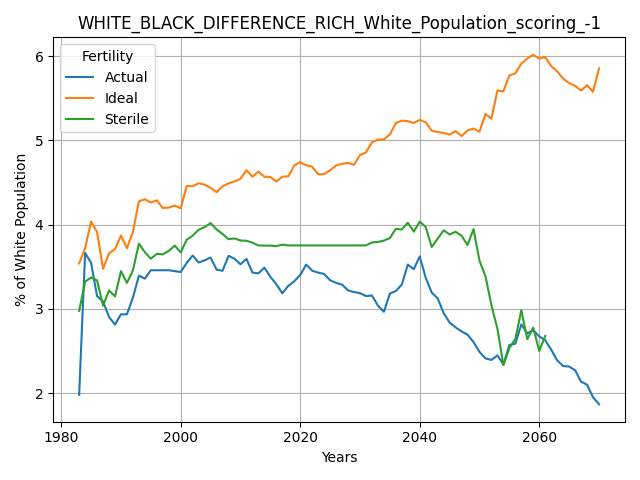 WHITE_BLACK_DIFFERENCE_RICH_White_Population_scoring_-1
Fertility
Actual
Ideal
Sterile
% of White Population
6
5
4
3
2
1980
2000
2020
2040
2060
Years